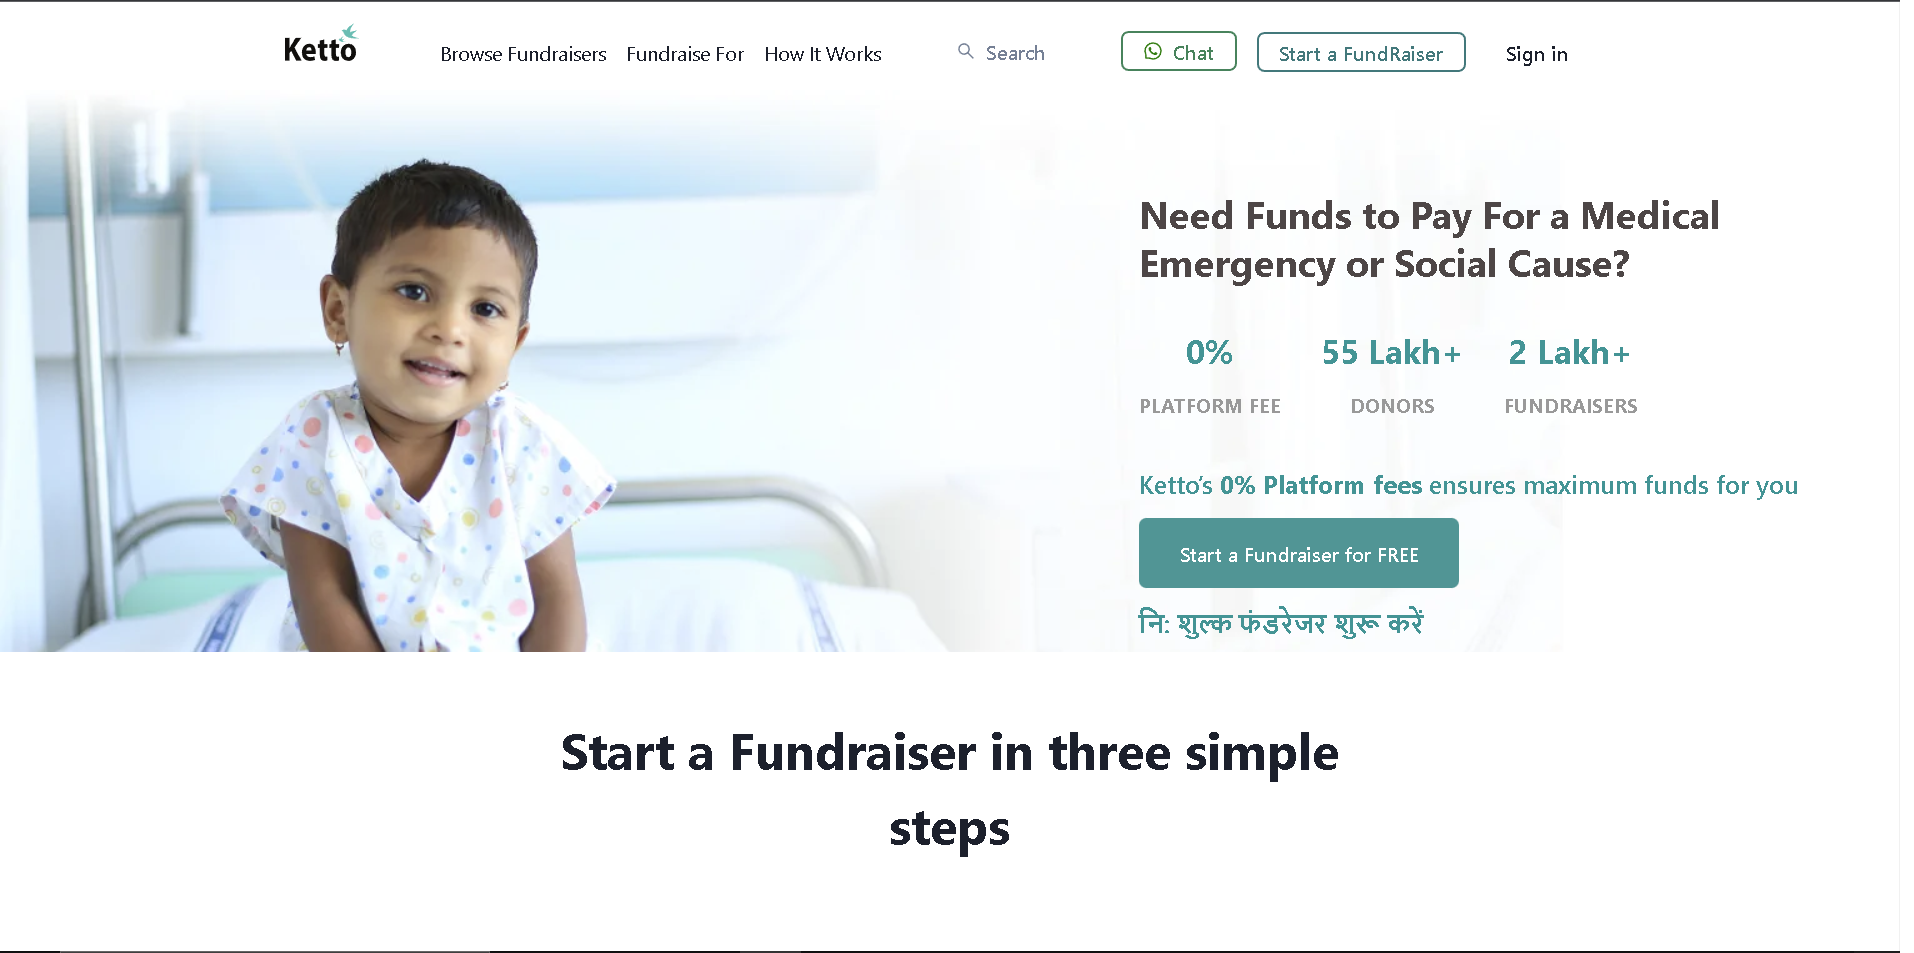 Ketto
Browse Fundraisers Fundraise For How It Works Search Chat Start a FundRaiser Sign in
Need Funds to Pay For a Medical
Emergency or Social Cause?
0% 55 Lakh+ 2 Lakh+
PLATFORM FEE DONORS FUNDRAISERS
Ketto's 0% Platform fees ensures maximum funds for you
Start a Fundraiser for FREE
नि: शुल्क फंडरेजर शुरू करें
Start a Fundraiser in three simple
steps